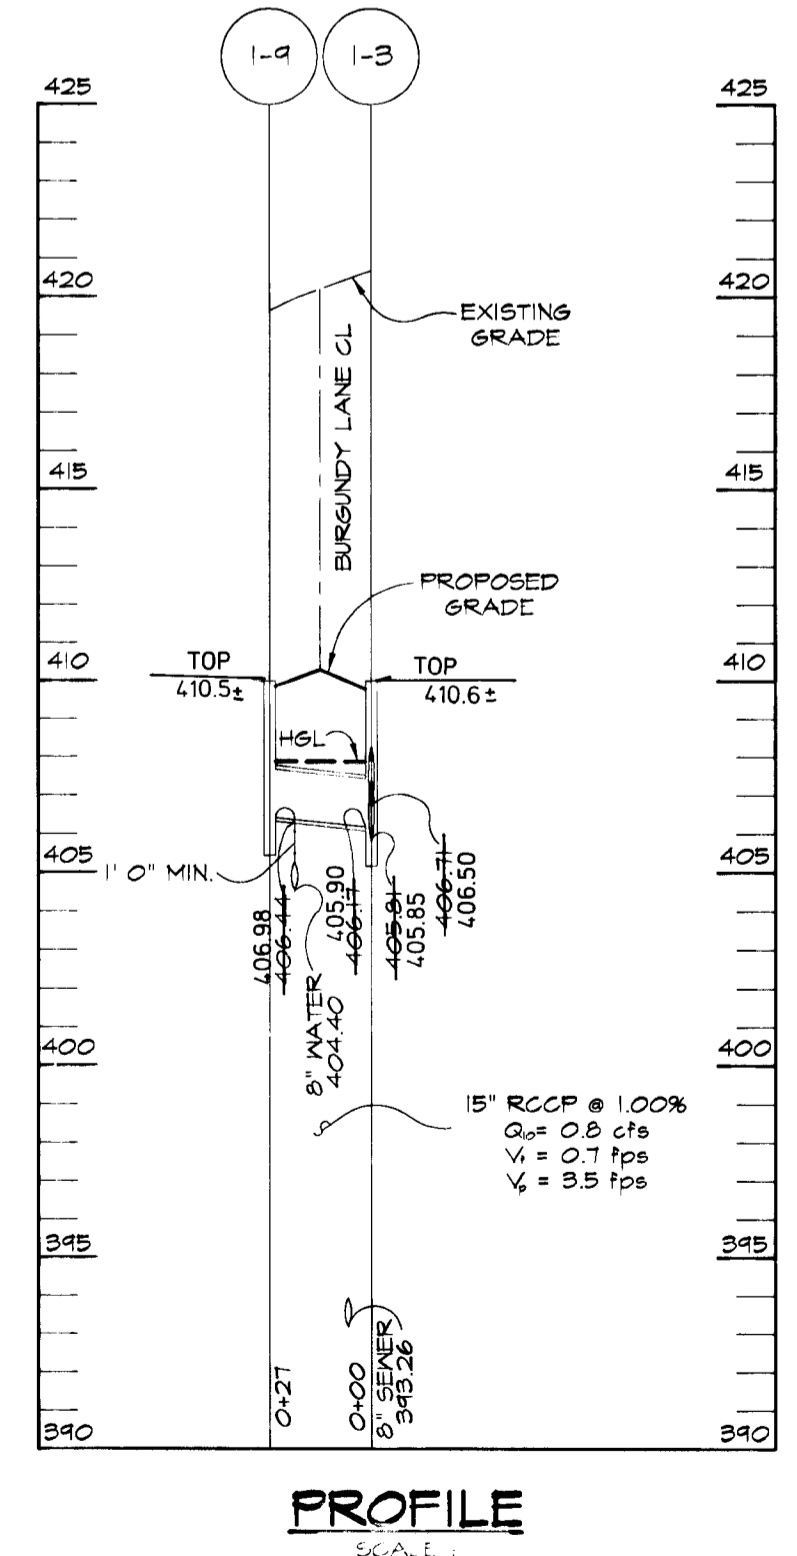 1-9
1-3
425
425
420
420
EXISTING
GRADE
BURGUNDY LANE CL
415
415
PROPOSED
GRADE
410
410
TOP
410.5±
TOP
410.6±
HGL
405
405
1' 0" MIN.
406.98
406.44
405.90
406.17
405.81
405.85
406.71
406.50
8" WATER
404.40
400
400
15" RCCP @ 1.00%
Q10= 0.8 cfs
Vf = 0.7 fps
Vp = 3.5 fps
395
395
0+27
0+00
8" SEWER
393.26
390
390
PROFILE
SCALE :